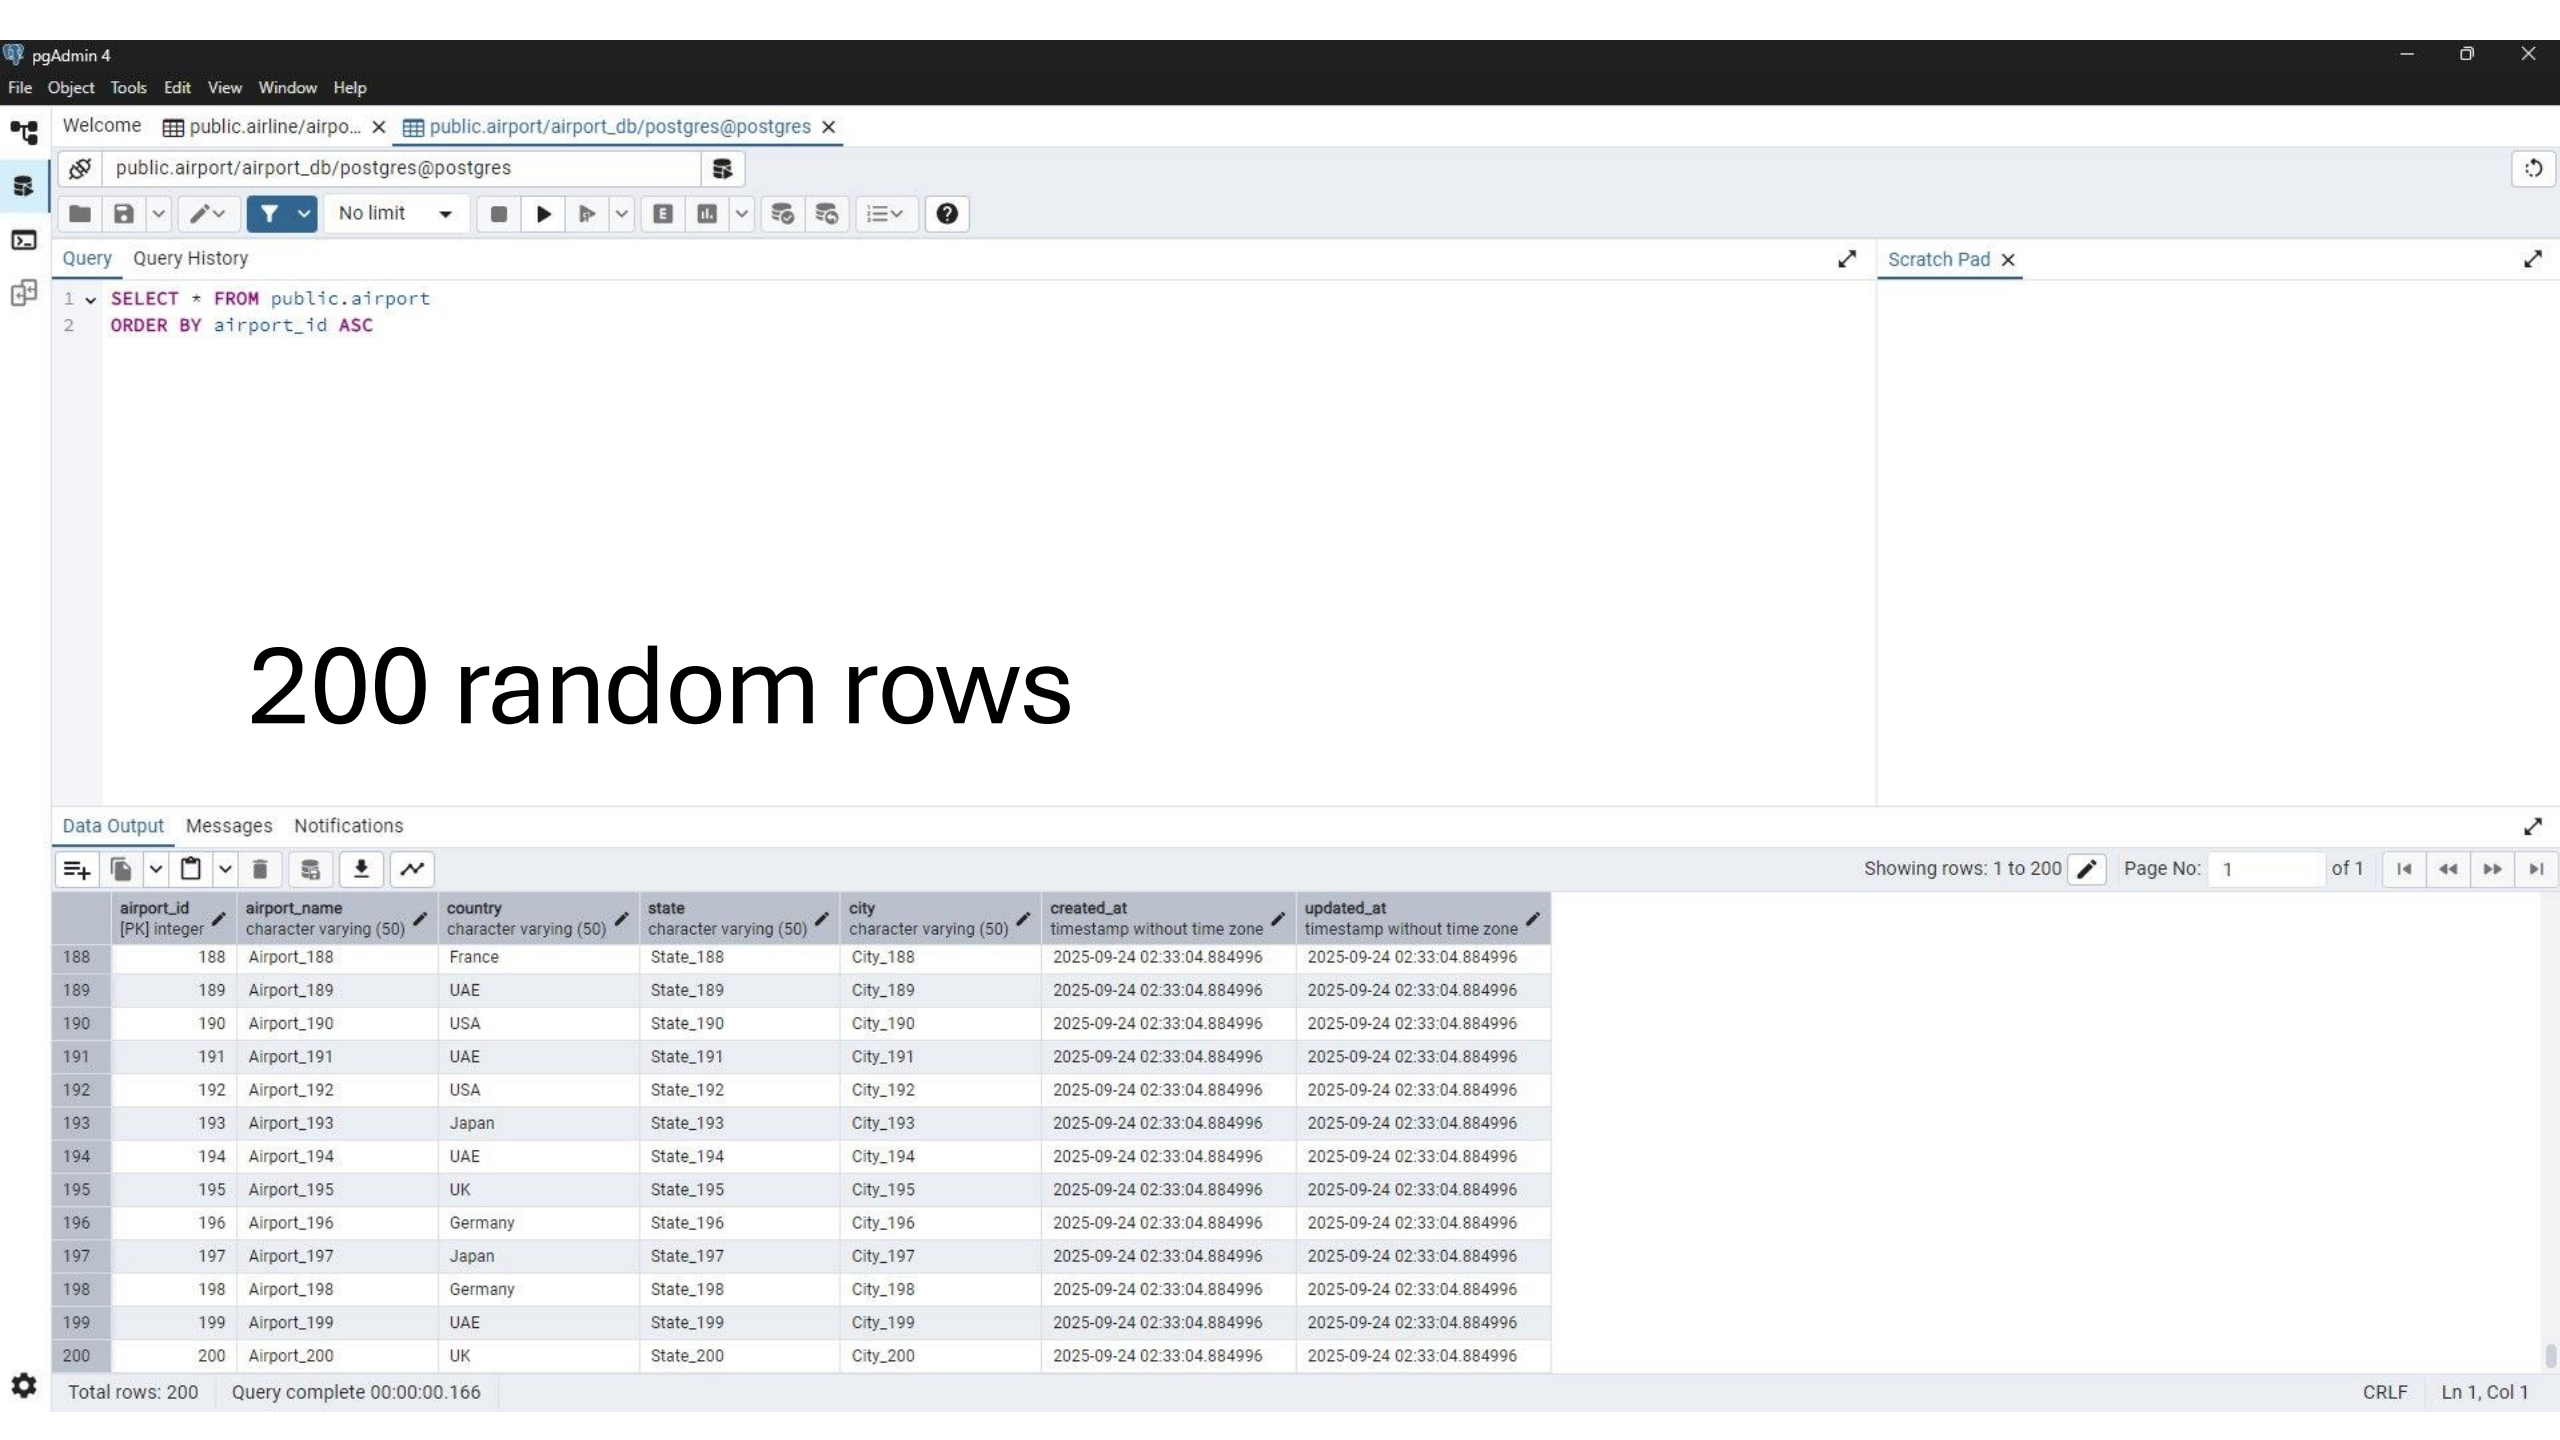 pgAdmin 4
File Object Tools Edit View Window Help
Welcome public.airline/airpo... public.airport/airport_db/postgres@postgres
public.airport/airport_db/postgres@postgres
No limit
Query Query History Scratch Pad
1 SELECT * FROM public.airport
2 ORDER BY airport_id ASC
200 random rows
Data Output Messages Notifications
Showing rows: 1 to 200 Page No: 1 of 1
airport_id airport_name country state city created_at updated_at
[PK] integer character varying (50) character varying (50) character varying (50) character varying (50) timestamp without time zone timestamp without time zone
188 188 Airport_188 France State_188 City_188 2025-09-24 02:33:04.884996 2025-09-24 02:33:04.884996
189 189 Airport_189 UAE State_189 City_189 2025-09-24 02:33:04.884996 2025-09-24 02:33:04.884996
190 190 Airport_190 USA State_190 City_190 2025-09-24 02:33:04.884996 2025-09-24 02:33:04.884996
191 191 Airport_191 UAE State_191 City_191 2025-09-24 02:33:04.884996 2025-09-24 02:33:04.884996
192 192 Airport_192 USA State_192 City_192 2025-09-24 02:33:04.884996 2025-09-24 02:33:04.884996
193 193 Airport_193 Japan State_193 City_193 2025-09-24 02:33:04.884996 2025-09-24 02:33:04.884996
194 194 Airport_194 UAE State_194 City_194 2025-09-24 02:33:04.884996 2025-09-24 02:33:04.884996
195 195 Airport_195 UK State_195 City_195 2025-09-24 02:33:04.884996 2025-09-24 02:33:04.884996
196 196 Airport_196 Germany State_196 City_196 2025-09-24 02:33:04.884996 2025-09-24 02:33:04.884996
197 197 Airport_197 Japan State_197 City_197 2025-09-24 02:33:04.884996 2025-09-24 02:33:04.884996
198 198 Airport_198 Germany State_198 City_198 2025-09-24 02:33:04.884996 2025-09-24 02:33:04.884996
199 199 Airport_199 UAE State_199 City_199 2025-09-24 02:33:04.884996 2025-09-24 02:33:04.884996
200 200 Airport_200 UK State_200 City_200 2025-09-24 02:33:04.884996 2025-09-24 02:33:04.884996
Total rows: 200 Query complete 00:00:00.166 CRLF Ln 1, Col 1